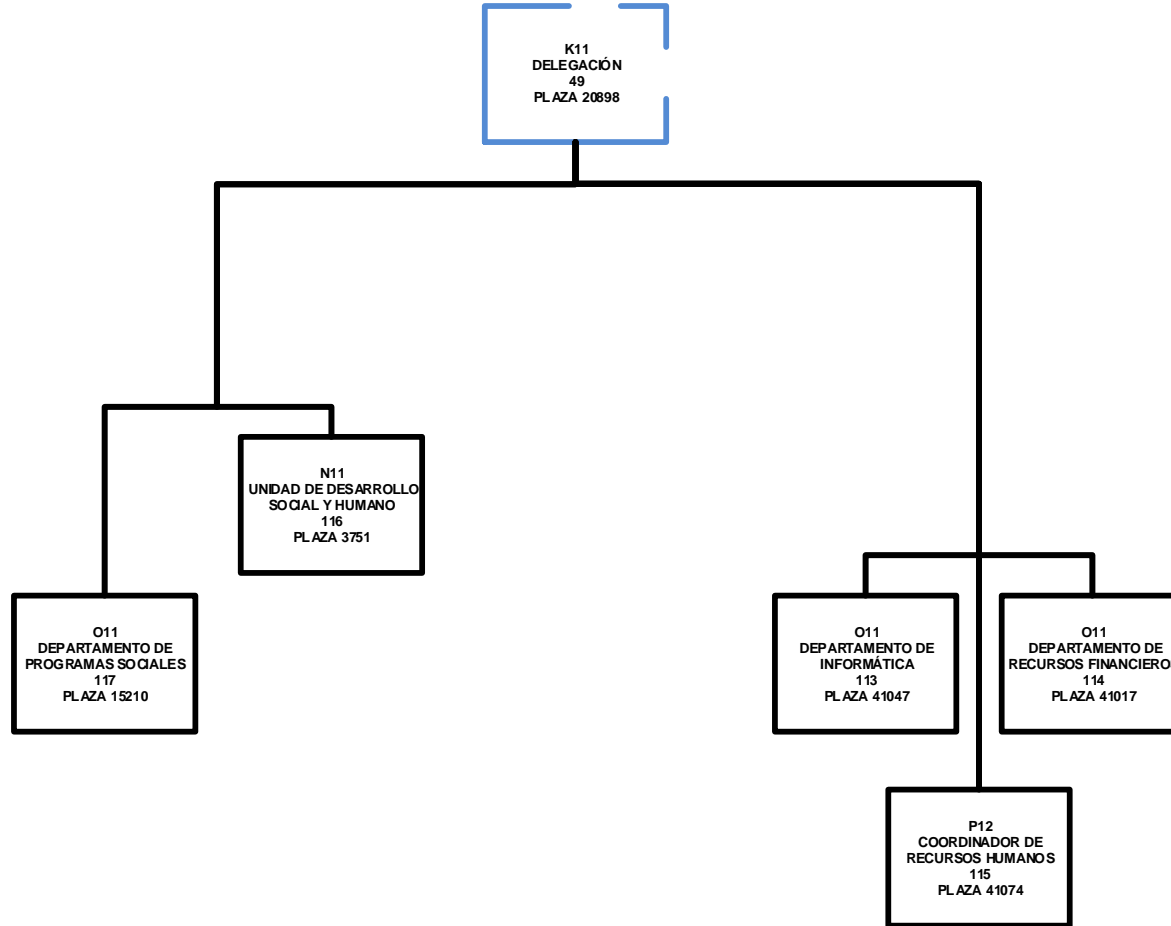 K11
DELEGACIÓN
49
PLAZA 20898
N11
UNIDAD DE DESARROLLO
SOCIAL Y HUMANO
116
PLAZA 3751
O11
DEPARTAMENTO DE
PROGRAMAS SOCIALES
117
PLAZA 15210
O11
DEPARTAMENTO DE
INFORMÁTICA
113
PLAZA 41047
O11
DEPARTAMENTO DE
RECURSOS FINANCIERO
114
PLAZA 41017
P12
COORDINADOR DE
RECURSOS HUMANOS
115
PLAZA 41074